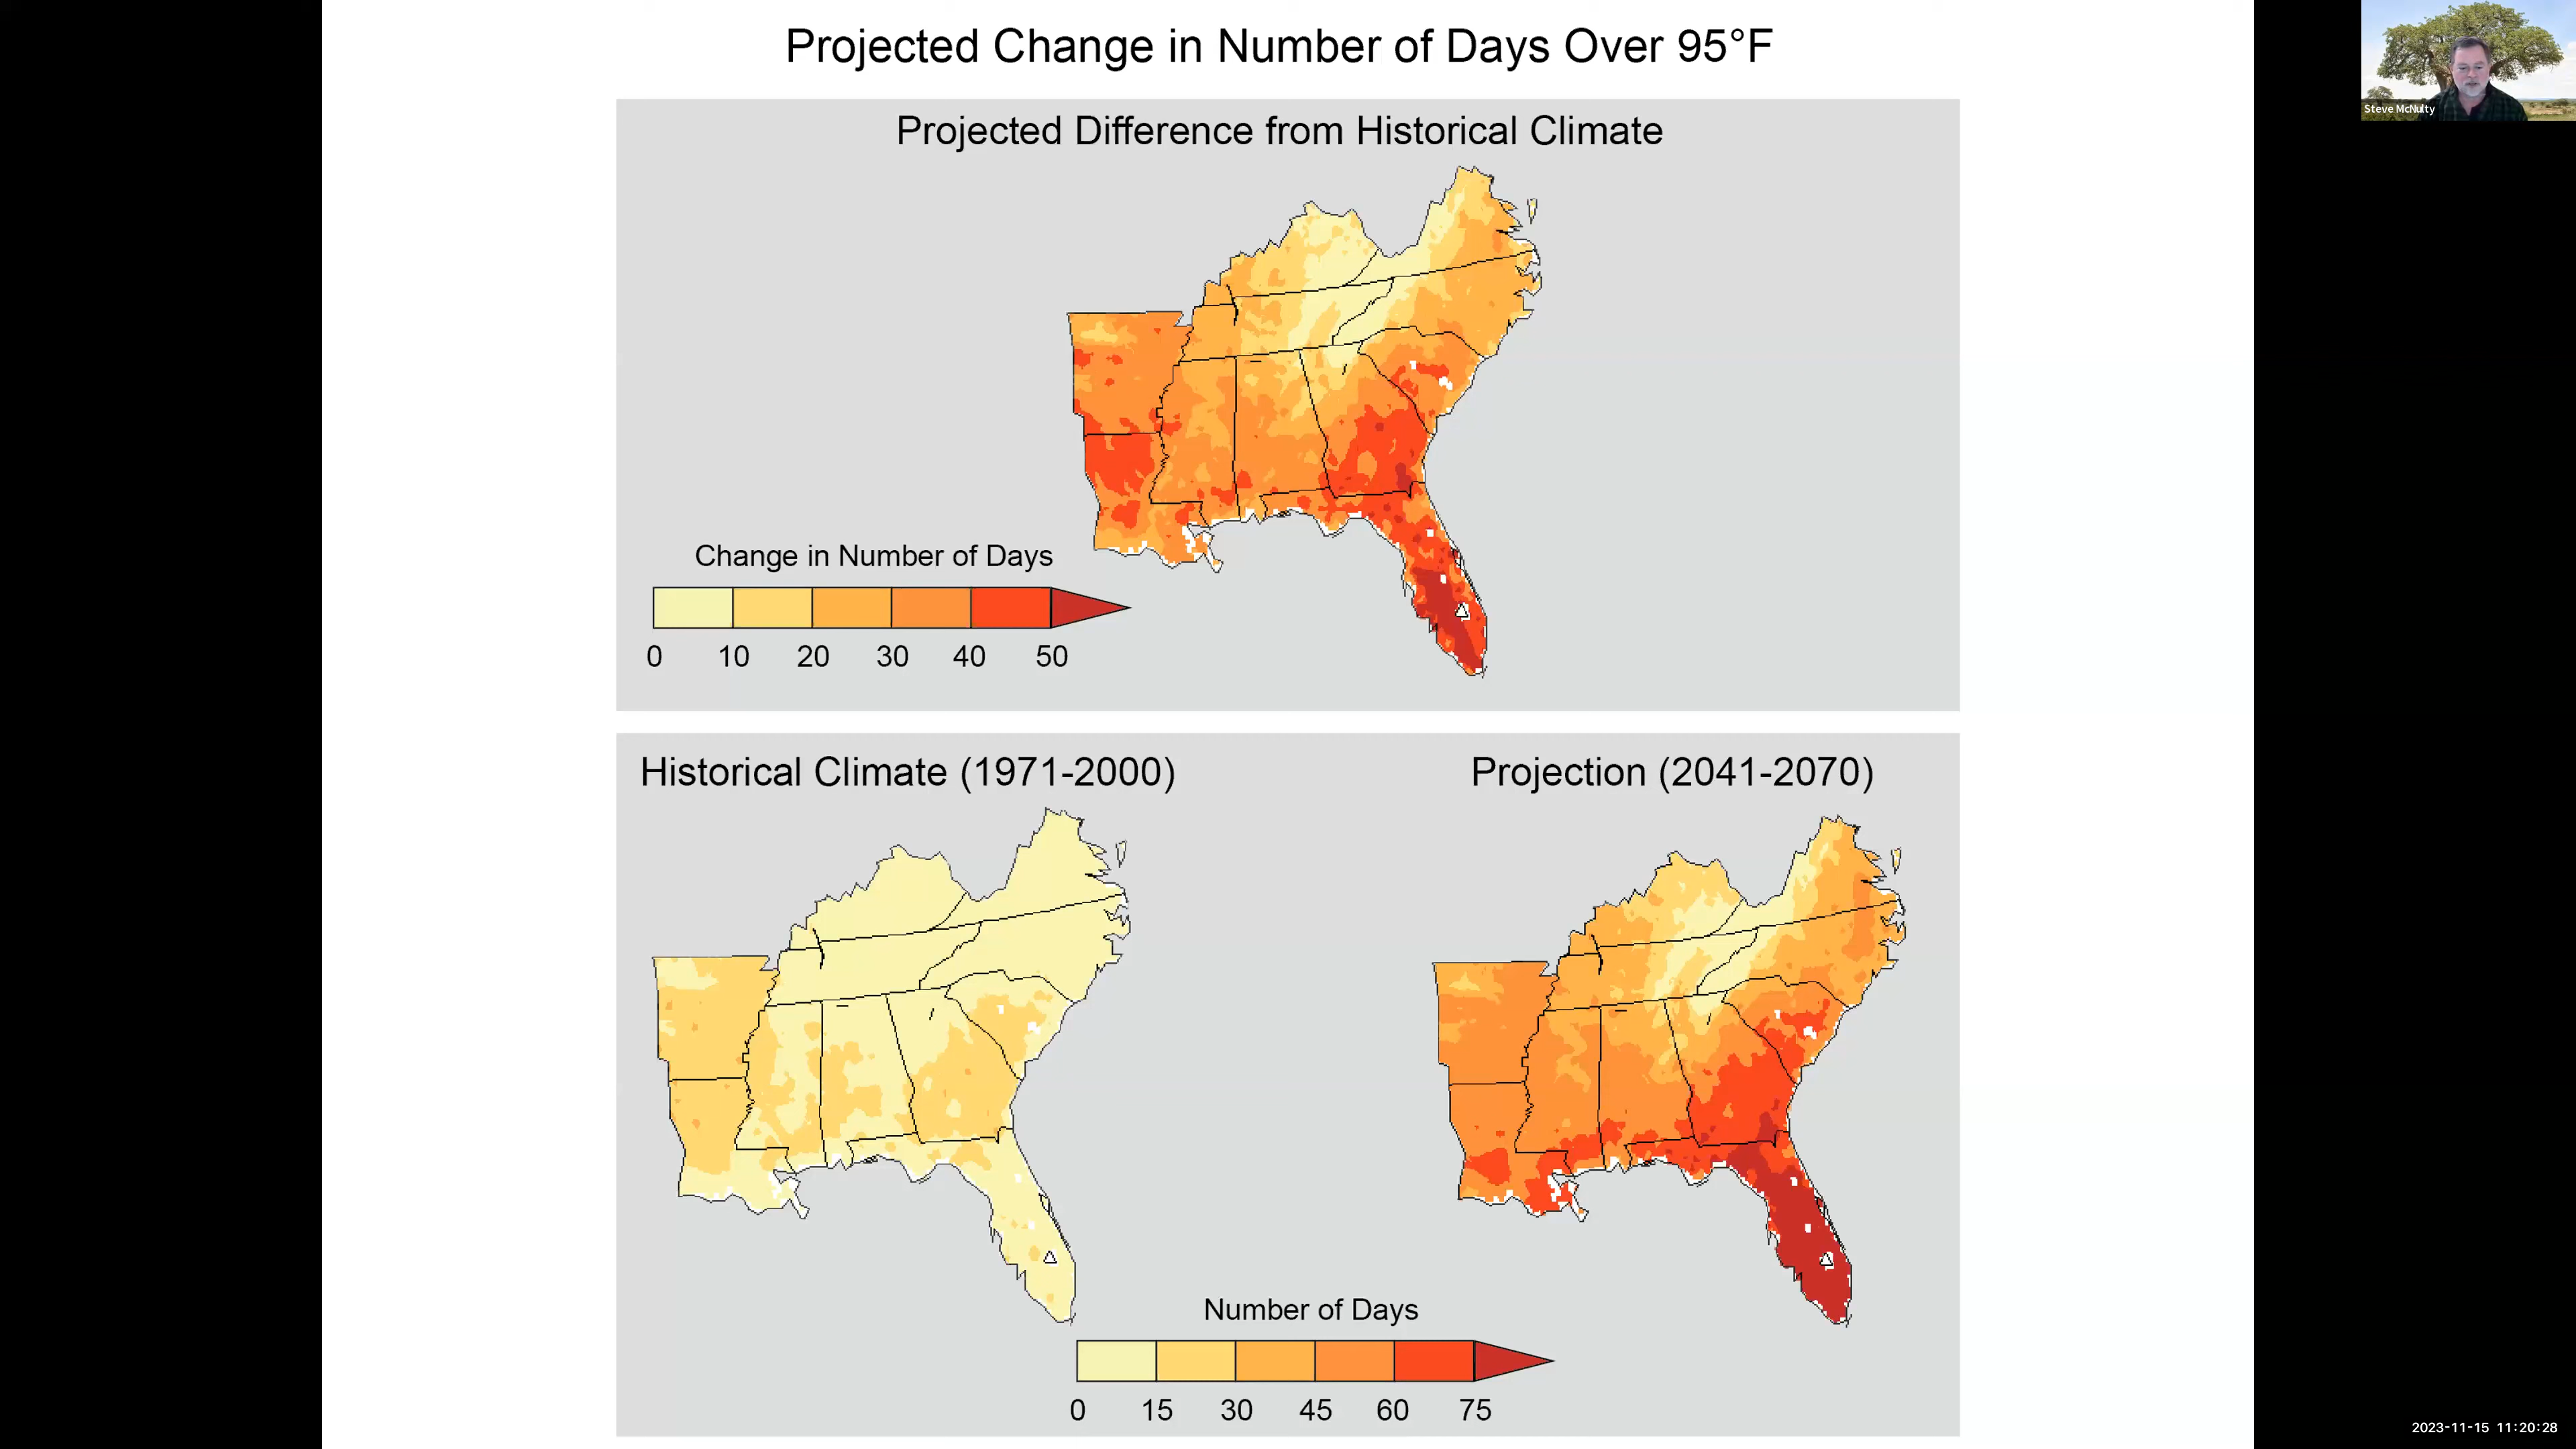 Projected Change in Number of Days Over 95°F
Steve McNulty
Projected Difference from Historical Climate
Change in Number of Days
0 10 20 30 40 50
Historical Climate (1971-2000)
Projection (2041-2070)
Number of Days
0 15 30 45 60 75
2023-11-15 11:20:28